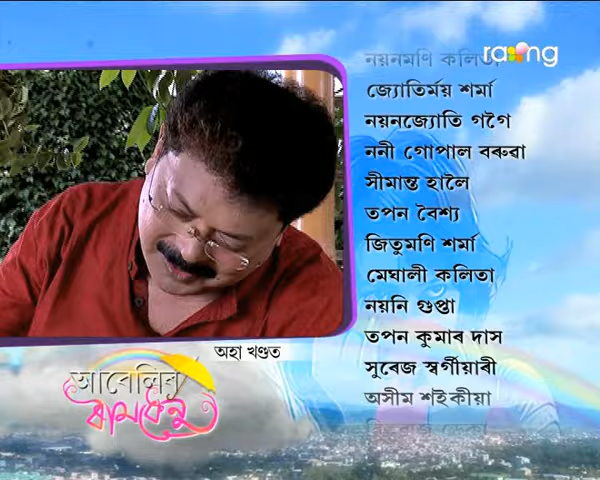 rang
নয়নমণি কলিতা
জ্যোতিৰ্ময় শৰ্মা
নয়নজ্যোতি গগৈ
ননী গোপাল বৰুৱা
সীমান্ত হালৈ
তপন বৈশ্য
জিতুমণি শৰ্মা
মেঘালী কলিতা
নয়নি গুপ্তা
তপন কুমাৰ দাস
সুৰেজ স্বৰ্গীয়াৰী
অসীম শইকীয়া
অহা খণ্ডত
আবেলিৰ
ৰামধেনু